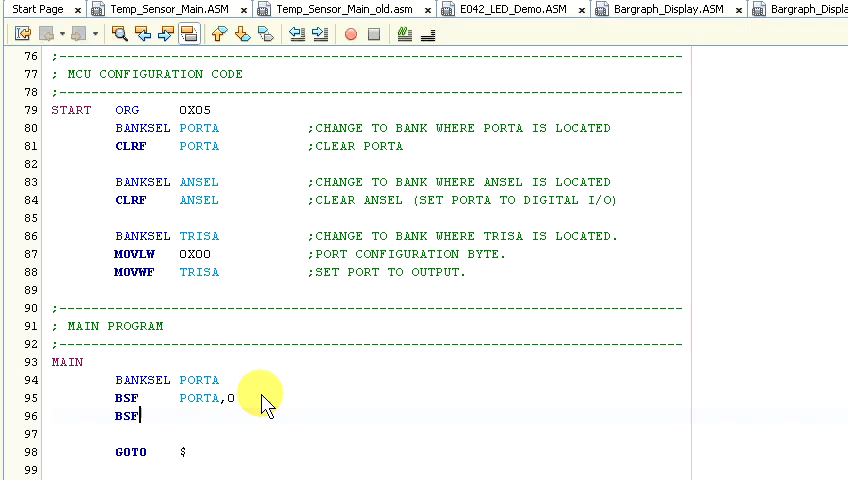 Start Page Temp_Sensor_Main.ASM Temp_Sensor_Main_old.asm E042_LED_Demo.ASM Bargraph_Display.ASM Bargraph_Displa
76 ;------------------------------------------------------------------------------
77 ; MCU CONFIGURATION CODE
78 ;------------------------------------------------------------------------------
79 START ORG 0X05
80 BANKSEL PORTA ;CHANGE TO BANK WHERE PORTA IS LOCATED
81 CLRF PORTA ;CLEAR PORTA
82
83 BANKSEL ANSEL ;CHANGE TO BANK WHERE ANSEL IS LOCATED
84 CLRF ANSEL ;CLEAR ANSEL (SET PORTA TO DIGITAL I/O)
85
86 BANKSEL TRISA ;CHANGE TO BANK WHERE TRISA IS LOCATED.
87 MOVLW 0X00 ;PORT CONFIGURATION BYTE.
88 MOVWF TRISA ;SET PORT TO OUTPUT.
89
90 ;------------------------------------------------------------------------------
91 ; MAIN PROGRAM
92 ;------------------------------------------------------------------------------
93 MAIN
94 BANKSEL PORTA
95 BSF PORTA,0
96 BSF
97
98 GOTO $
99